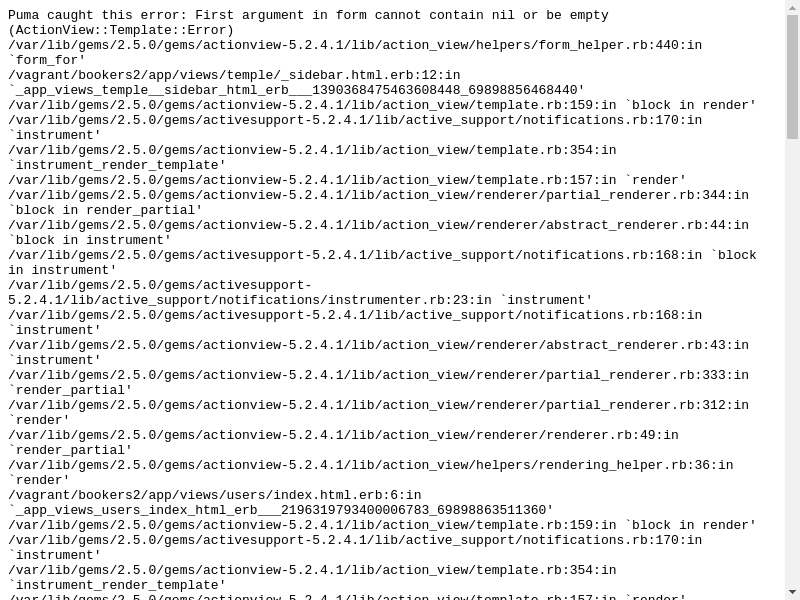 Puma caught this error: First argument in form cannot contain nil or be empty
(ActionView::Template::Error)
/var/lib/gems/2.5.0/gems/actionview-5.2.4.1/lib/action_view/helpers/form_helper.rb:440:in
`form_for'
/vagrant/bookers2/app/views/temple/_sidebar.html.erb:12:in
`_app_views_temple__sidebar_html_erb___1390368475463608448_69898856468440'
/var/lib/gems/2.5.0/gems/actionview-5.2.4.1/lib/action_view/template.rb:159:in `block in render'
/var/lib/gems/2.5.0/gems/activesupport-5.2.4.1/lib/active_support/notifications.rb:170:in
`instrument'
/var/lib/gems/2.5.0/gems/actionview-5.2.4.1/lib/action_view/template.rb:354:in
`instrument_render_template'
/var/lib/gems/2.5.0/gems/actionview-5.2.4.1/lib/action_view/template.rb:157:in `render'
/var/lib/gems/2.5.0/gems/actionview-5.2.4.1/lib/action_view/renderer/partial_renderer.rb:344:in
`block in render_partial'
/var/lib/gems/2.5.0/gems/actionview-5.2.4.1/lib/action_view/renderer/abstract_renderer.rb:44:in
`block in instrument'
/var/lib/gems/2.5.0/gems/activesupport-5.2.4.1/lib/active_support/notifications.rb:168:in `block
in instrument'
/var/lib/gems/2.5.0/gems/activesupport-
5.2.4.1/lib/active_support/notifications/instrumenter.rb:23:in `instrument'
/var/lib/gems/2.5.0/gems/activesupport-5.2.4.1/lib/active_support/notifications.rb:168:in
`instrument'
/var/lib/gems/2.5.0/gems/actionview-5.2.4.1/lib/action_view/renderer/abstract_renderer.rb:43:in
`instrument'
/var/lib/gems/2.5.0/gems/actionview-5.2.4.1/lib/action_view/renderer/partial_renderer.rb:333:in
`render_partial'
/var/lib/gems/2.5.0/gems/actionview-5.2.4.1/lib/action_view/renderer/partial_renderer.rb:312:in
`render'
/var/lib/gems/2.5.0/gems/actionview-5.2.4.1/lib/action_view/renderer/renderer.rb:49:in
`render_partial'
/var/lib/gems/2.5.0/gems/actionview-5.2.4.1/lib/action_view/helpers/rendering_helper.rb:36:in
`render'
/vagrant/bookers2/app/views/users/index.html.erb:6:in
`_app_views_users_index_html_erb___2196319793400006783_69898863511360'
/var/lib/gems/2.5.0/gems/actionview-5.2.4.1/lib/action_view/template.rb:159:in `block in render'
/var/lib/gems/2.5.0/gems/activesupport-5.2.4.1/lib/active_support/notifications.rb:170:in
`instrument'
/var/lib/gems/2.5.0/gems/actionview-5.2.4.1/lib/action_view/template.rb:354:in
`instrument_render_template'
/var/lib/gems/2.5.0/gems/actionview-5.2.4.1/lib/action_view/template.rb:157:in `render'